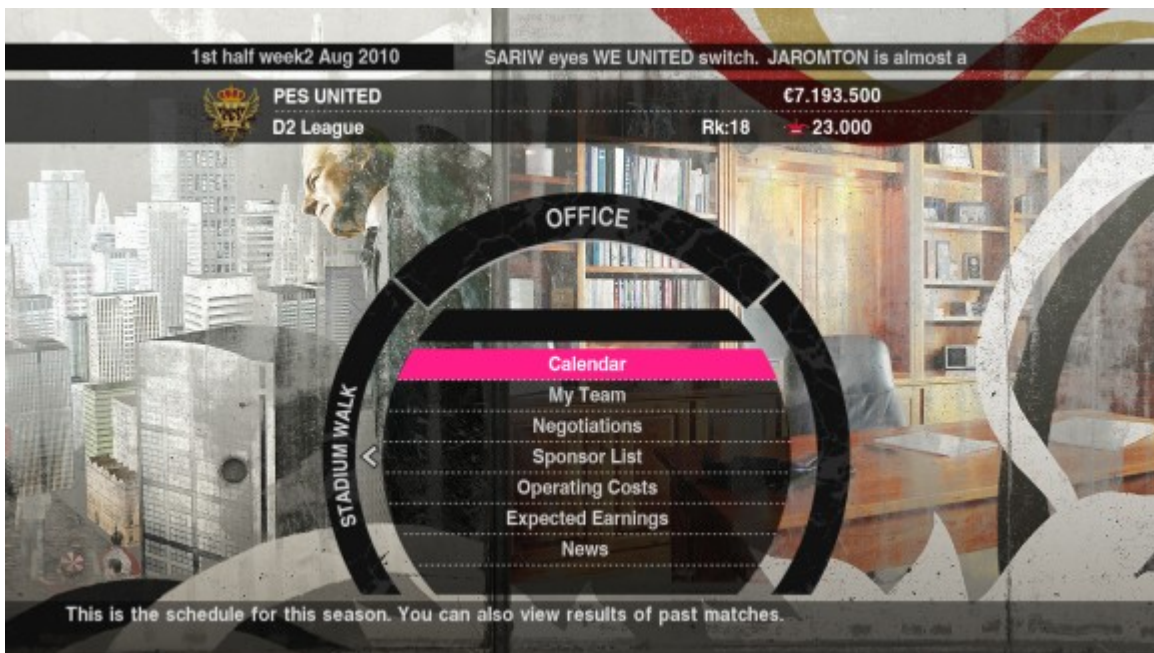 1st half week2 Aug 2010
SARIW eyes WE UNITED switch. JAROMTON is almost a
PES UNITED
€7.193.500
D2 League
Rk:18
23.000
OFFICE
STADIUM WALK
Calendar
My Team
Negotiations
Sponsor List
Operating Costs
Expected Earnings
News
This is the schedule for this season. You can also view results of past matches.